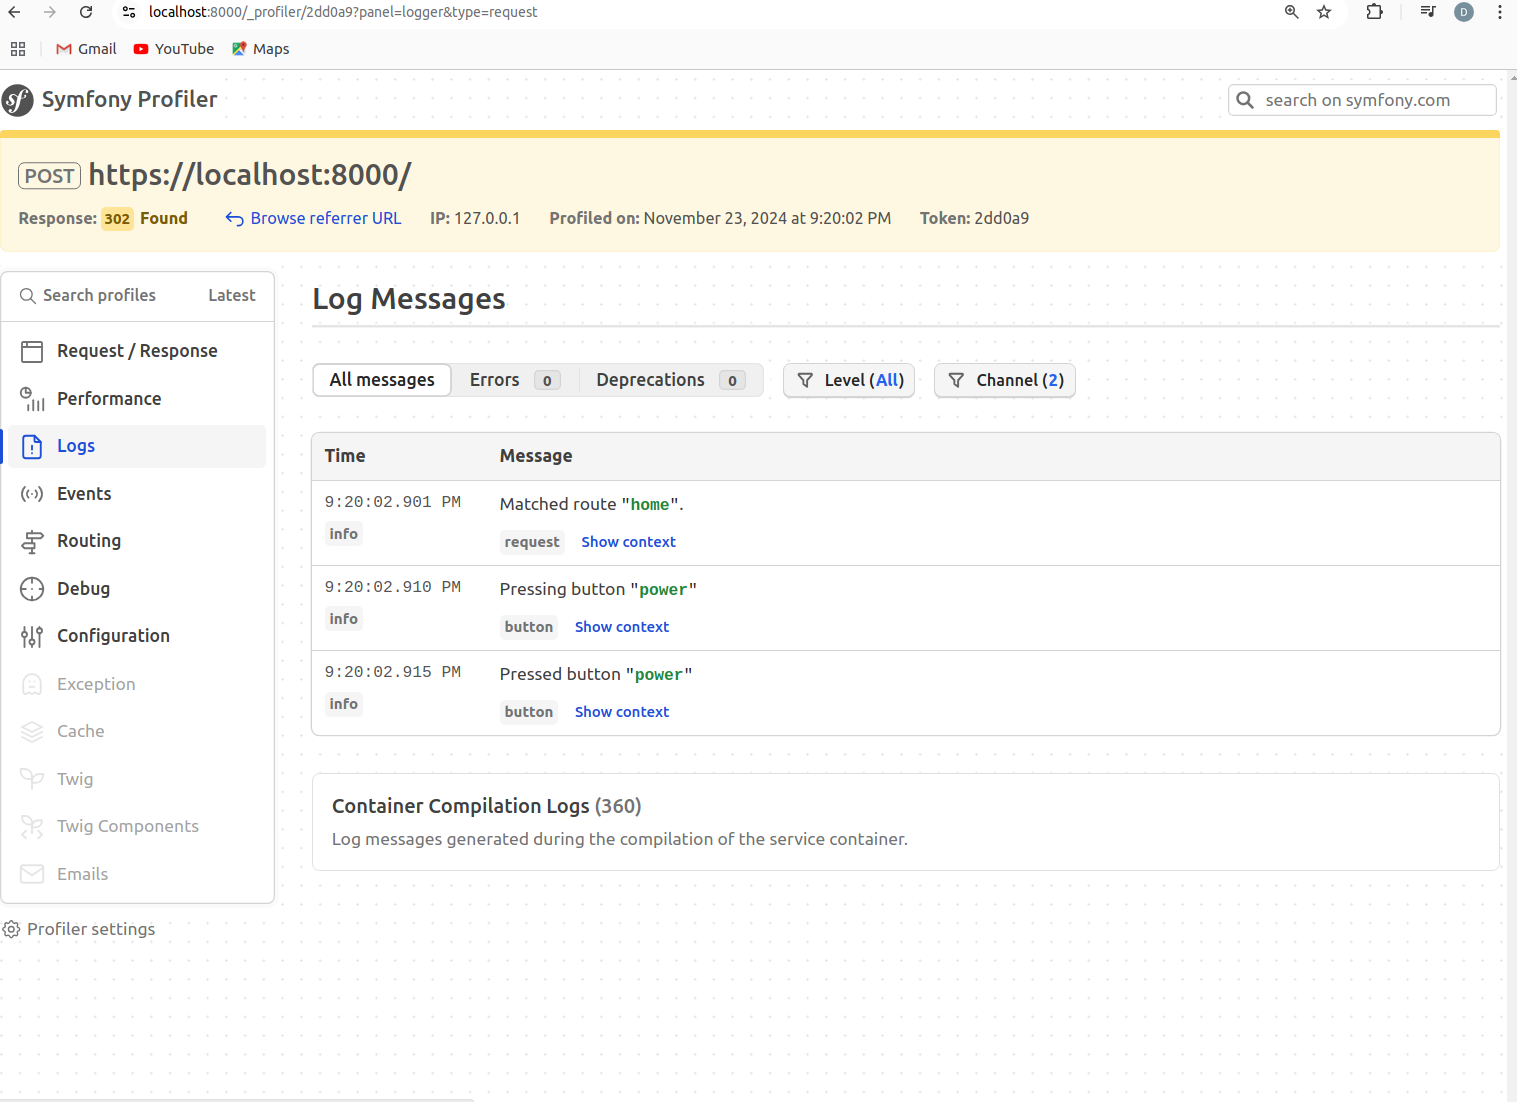 localhost:8000/_profiler/2dd0a9?panel=logger&type=request
D
Gmail YouTube Maps
sf Symfony Profiler
search on symfony.com
POST https://localhost:8000/
Response: 302 Found Browse referrer URL IP: 127.0.0.1 Profiled on: November 23, 2024 at 9:20:02 PM Token: 2dd0a9
Search profiles Latest
Request / Response
Performance
Logs
Events
Routing
Debug
Configuration
Exception
Cache
Twig
Twig Components
Emails
Profiler settings
Log Messages
All messages Errors 0 Deprecations 0 Level (All) Channel (2)
Time Message
9:20:02.901 PM Matched route "home".
info request Show context
9:20:02.910 PM Pressing button "power"
info button Show context
9:20:02.915 PM Pressed button "power"
info button Show context
Container Compilation Logs (360)
Log messages generated during the compilation of the service container.